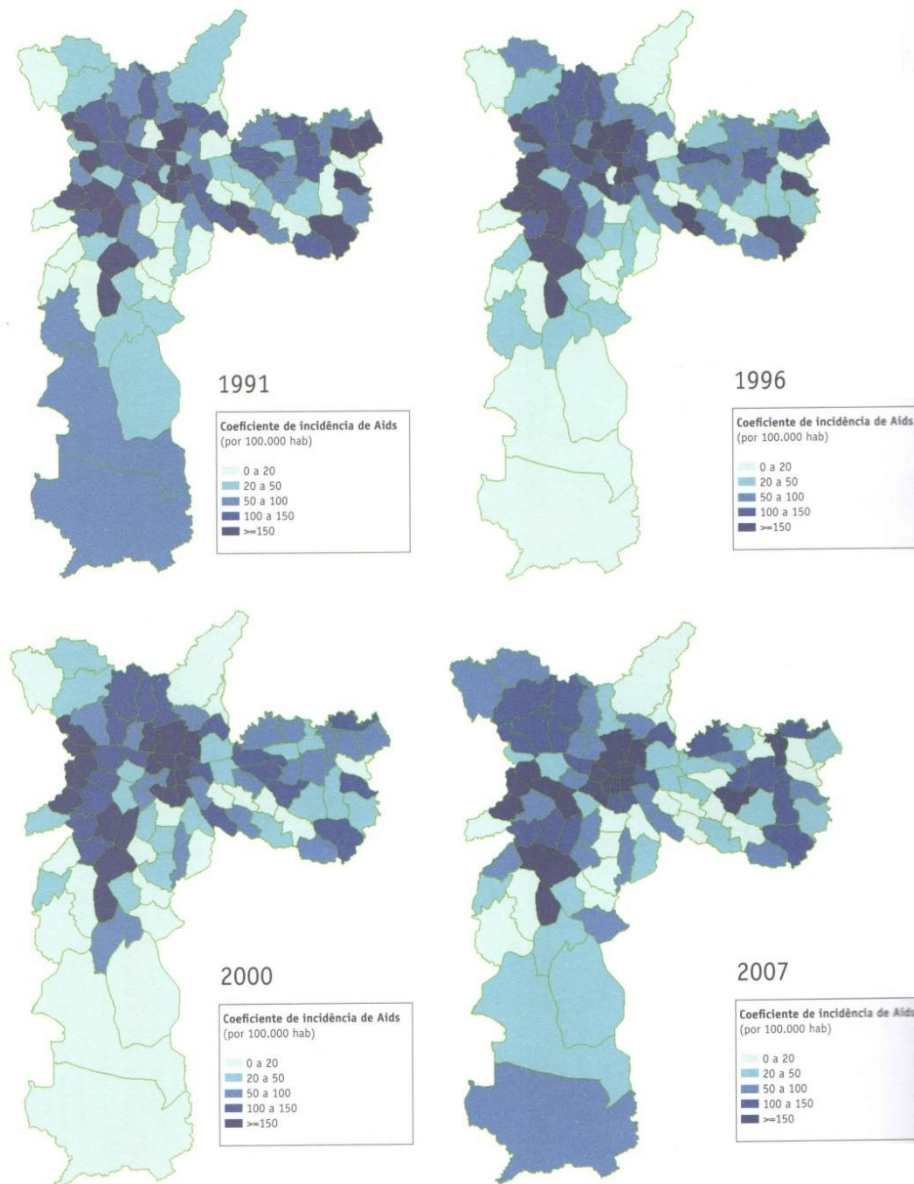 1991
Coeficiente de incidência de Aids
(por 100.000 hab)
0 a 20
20 a 50
50 a 100
100 a 150
>=150
1996
Coeficiente de incidência de Aids
(por 100.000 hab)
0 a 20
20 a 50
50 a 100
100 a 150
>=150
2000
Coeficiente de incidência de Aids
(por 100.000 hab)
0 a 20
20 a 50
50 a 100
100 a 150
>=150
2007
Coeficiente de incidência de Aids
(por 100.000 hab)
0 a 20
20 a 50
50 a 100
100 a 150
>=150